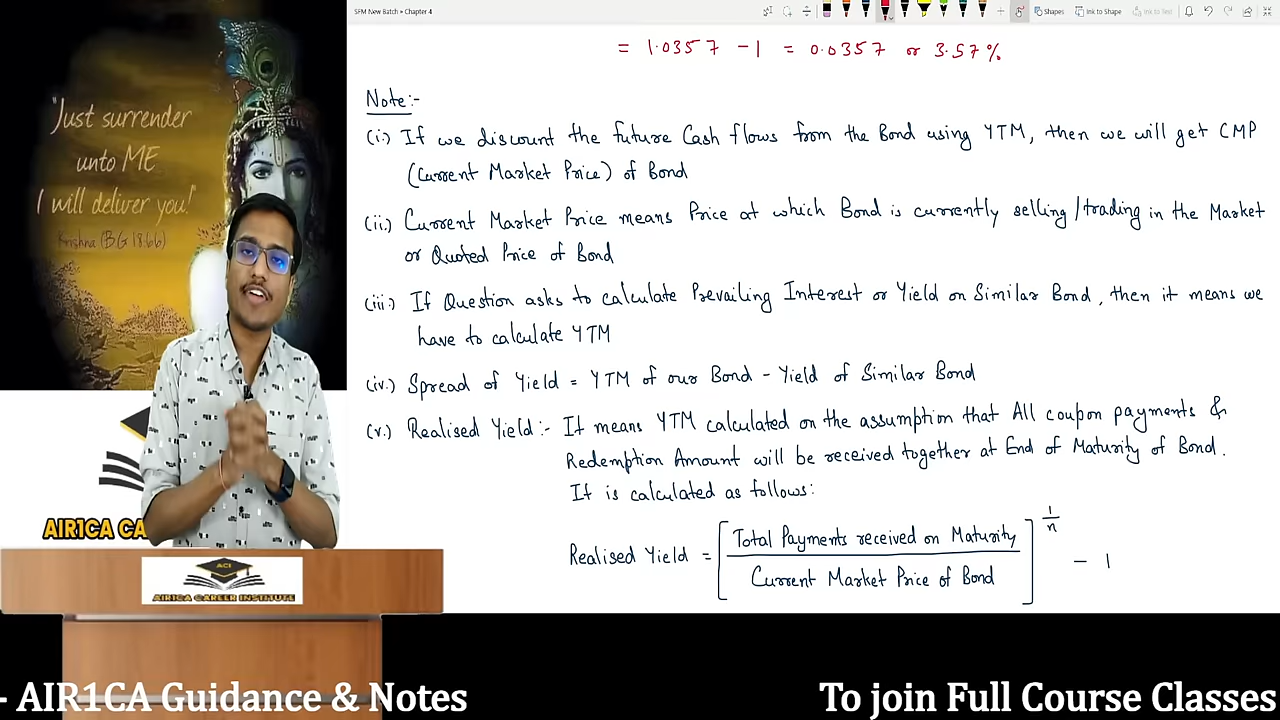 SFM New Batch » Chapter 4
Shapes
Ink to Shape
Ink to Text
= 1.0357 - 1 = 0.0357 or 3.57%
"Just surrender
unto ME
I will deliver you!"
Krishna (BG 18:66)
Note:-
(i.) If we discount the future Cash flows from the Bond using YTM, then we will get CMP
(Current Market Price) of Bond
(ii.) Current Market Price means Price at which Bond is currently selling/trading in the Market
or Quoted Price of Bond
(iii.) If Question asks to calculate Prevailing Interest or Yield on Similar Bond, then it means we
have to calculate YTM
(iv.) Spread of Yield = YTM of our Bond - Yield of Similar Bond
(v.) Realised Yield:- It means YTM calculated on the assumption that All coupon payments &
Redemption Amount will be received together at End of Maturity of Bond.
It is calculated as follows:
Realised Yield = [Total Payments received on Maturity / Current Market Price of Bond]^1/n - 1
AIR1CA CA
ACI
AIR1CA CAREER INSTITUTE
- AIR1CA Guidance & Notes
To join Full Course Classes